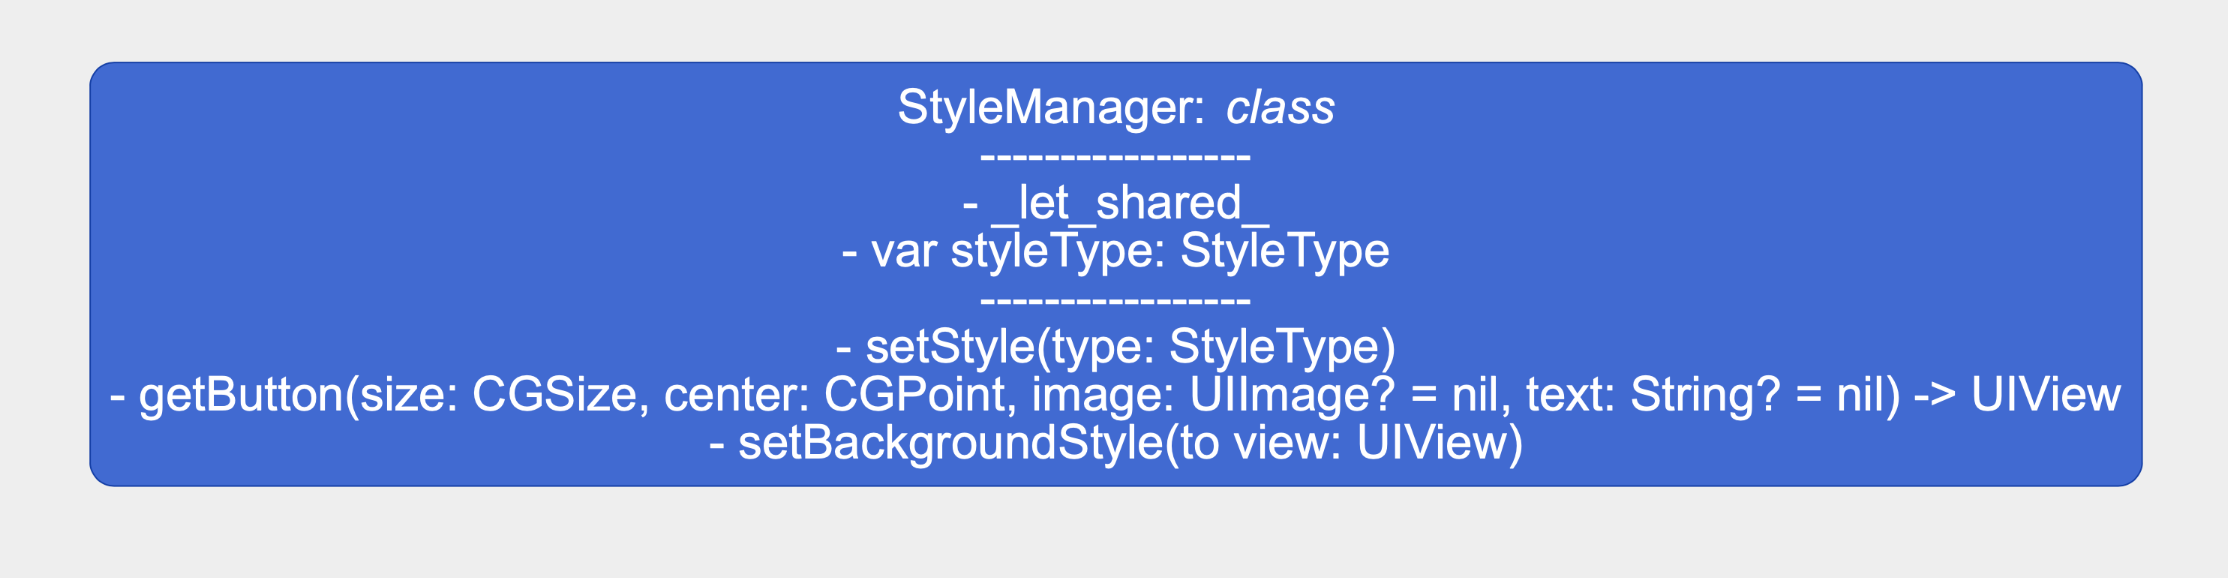 StyleManager: class
-----------------
- _let_shared_
- var styleType: StyleType
-----------------
- setStyle(type: StyleType)
- getButton(size: CGSize, center: CGPoint, image: UIImage? = nil, text: String? = nil) -> UIView
- setBackgroundStyle(to view: UIView)